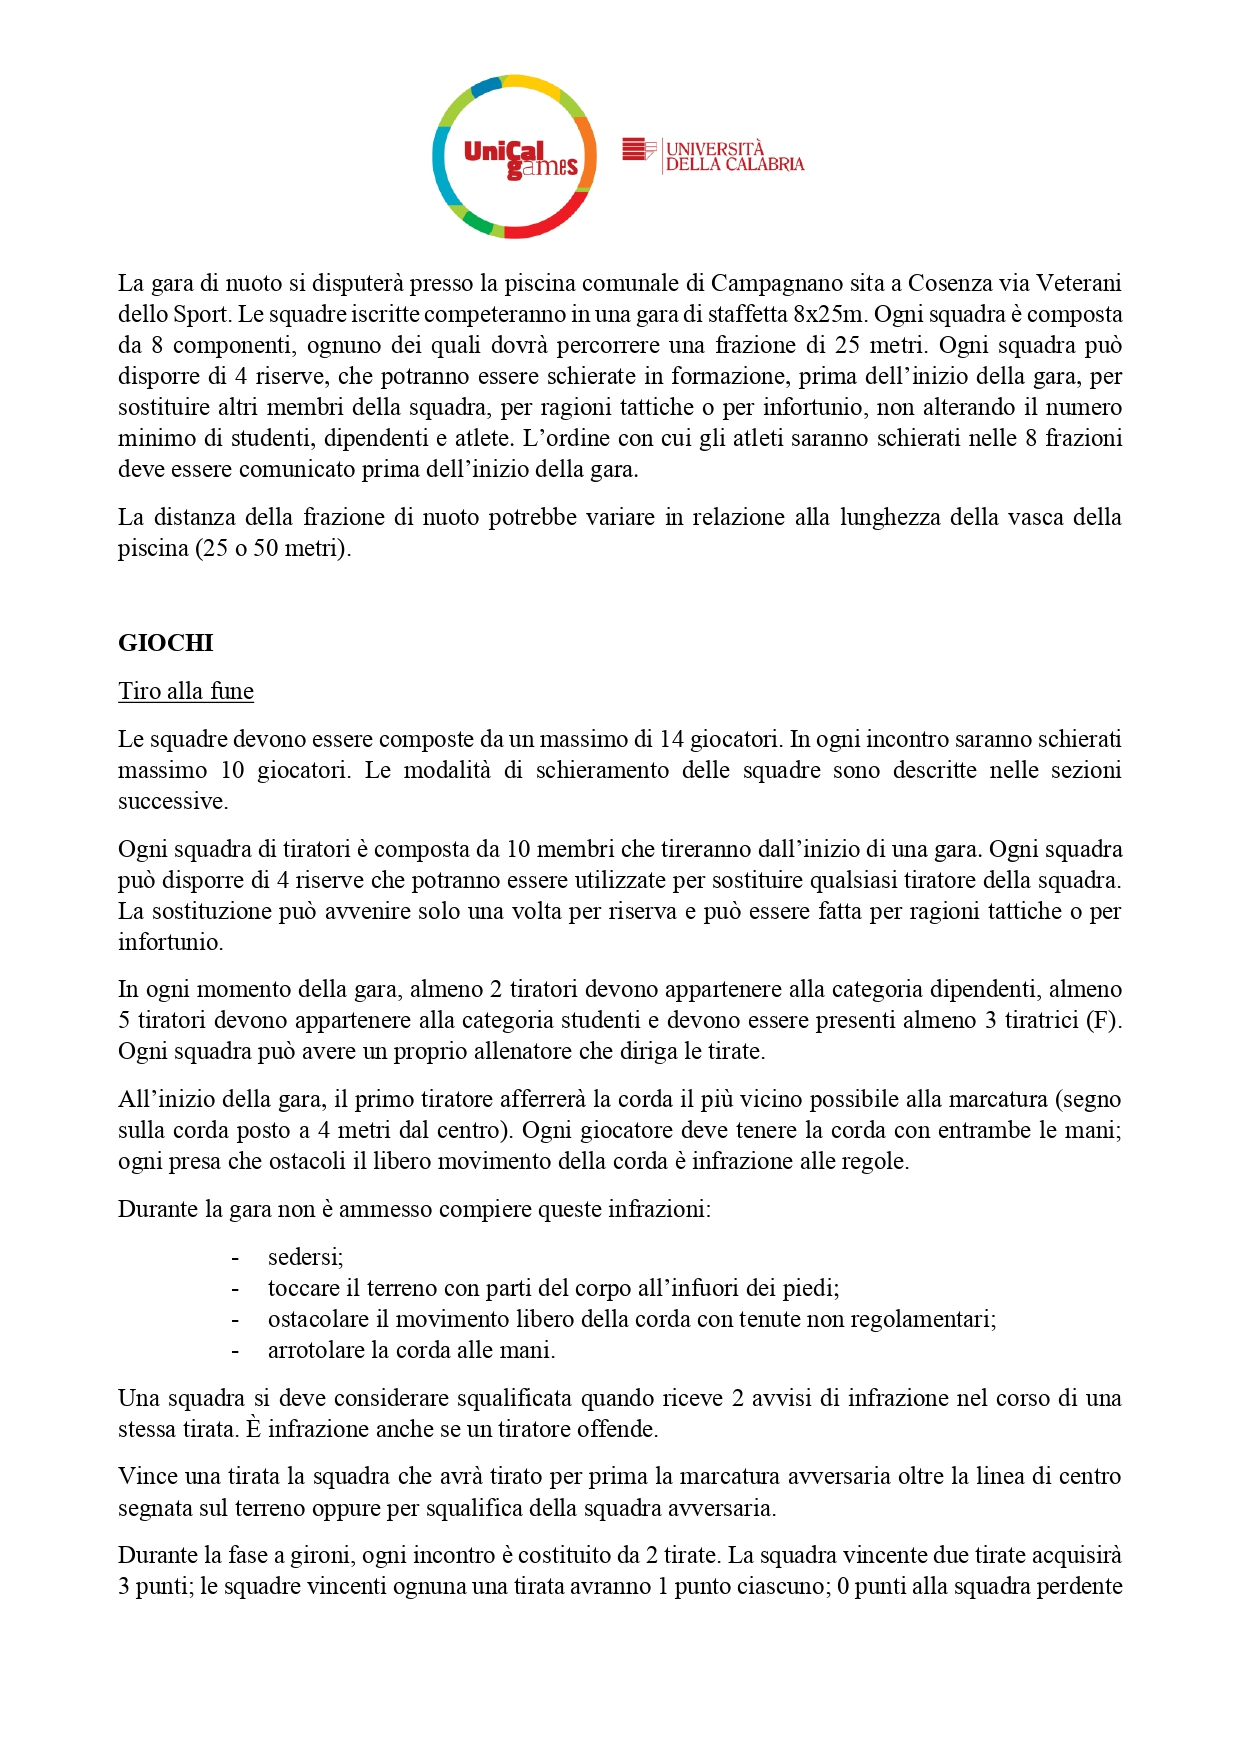 UniCal
games
UNIVERSITÀ
DELLA CALABRIA
La gara di nuoto si disputerà presso la piscina comunale di Campagnano sita a Cosenza via Veterani
dello Sport. Le squadre iscritte competeranno in una gara di staffetta 8x25m. Ogni squadra è composta
da 8 componenti, ognuno dei quali dovrà percorrere una frazione di 25 metri. Ogni squadra può
disporre di 4 riserve, che potranno essere schierate in formazione, prima dell’inizio della gara, per
sostituire altri membri della squadra, per ragioni tattiche o per infortunio, non alterando il numero
minimo di studenti, dipendenti e atlete. L’ordine con cui gli atleti saranno schierati nelle 8 frazioni
deve essere comunicato prima dell’inizio della gara.
La distanza della frazione di nuoto potrebbe variare in relazione alla lunghezza della vasca della
piscina (25 o 50 metri).
GIOCHI
Tiro alla fune
Le squadre devono essere composte da un massimo di 14 giocatori. In ogni incontro saranno schierati
massimo 10 giocatori. Le modalità di schieramento delle squadre sono descritte nelle sezioni
successive.
Ogni squadra di tiratori è composta da 10 membri che tireranno dall’inizio di una gara. Ogni squadra
può disporre di 4 riserve che potranno essere utilizzate per sostituire qualsiasi tiratore della squadra.
La sostituzione può avvenire solo una volta per riserva e può essere fatta per ragioni tattiche o per
infortunio.
In ogni momento della gara, almeno 2 tiratori devono appartenere alla categoria dipendenti, almeno
5 tiratori devono appartenere alla categoria studenti e devono essere presenti almeno 3 tiratrici (F).
Ogni squadra può avere un proprio allenatore che diriga le tirate.
All’inizio della gara, il primo tiratore afferrerà la corda il più vicino possibile alla marcatura (segno
sulla corda posto a 4 metri dal centro). Ogni giocatore deve tenere la corda con entrambe le mani;
ogni presa che ostacoli il libero movimento della corda è infrazione alle regole.
Durante la gara non è ammesso compiere queste infrazioni:
- sedersi;
- toccare il terreno con parti del corpo all’infuori dei piedi;
- ostacolare il movimento libero della corda con tenute non regolamentari;
- arrotolare la corda alle mani.
Una squadra si deve considerare squalificata quando riceve 2 avvisi di infrazione nel corso di una
stessa tirata. È infrazione anche se un tiratore offende.
Vince una tirata la squadra che avrà tirato per prima la marcatura avversaria oltre la linea di centro
segnata sul terreno oppure per squalifica della squadra avversaria.
Durante la fase a gironi, ogni incontro è costituito da 2 tirate. La squadra vincente due tirate acquisirà
3 punti; le squadre vincenti ognuna una tirata avranno 1 punto ciascuno; 0 punti alla squadra perdente